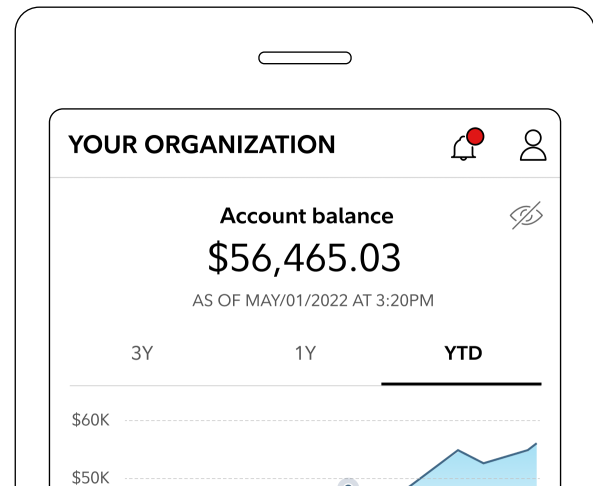 YOUR ORGANIZATION
Account balance
$56,465.03
AS OF MAY/01/2022 AT 3:20PM
3Y 1Y YTD
$60K
$50K